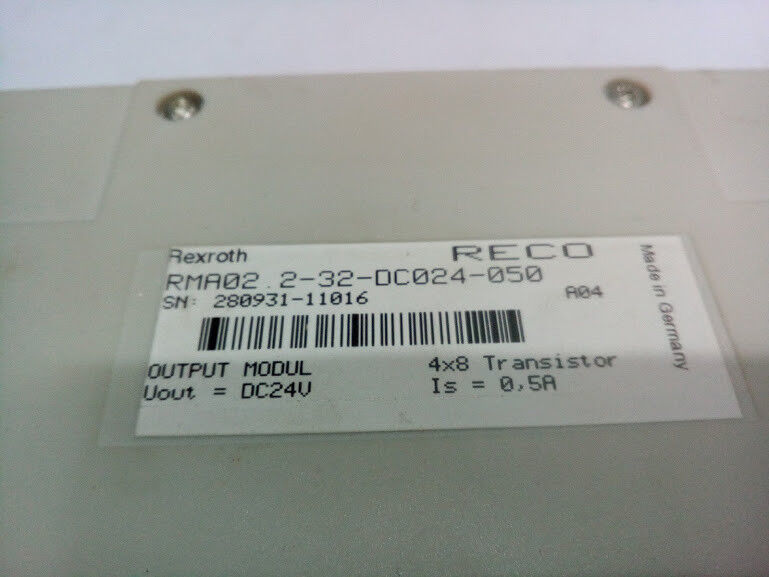 Rexroth RECO
RMA02.2-32-DC024-050
SN: 280931-11016 A04
OUTPUT MODUL 4x8 Transistor
Uout = DC24V Is = 0,5A
Made in Germany